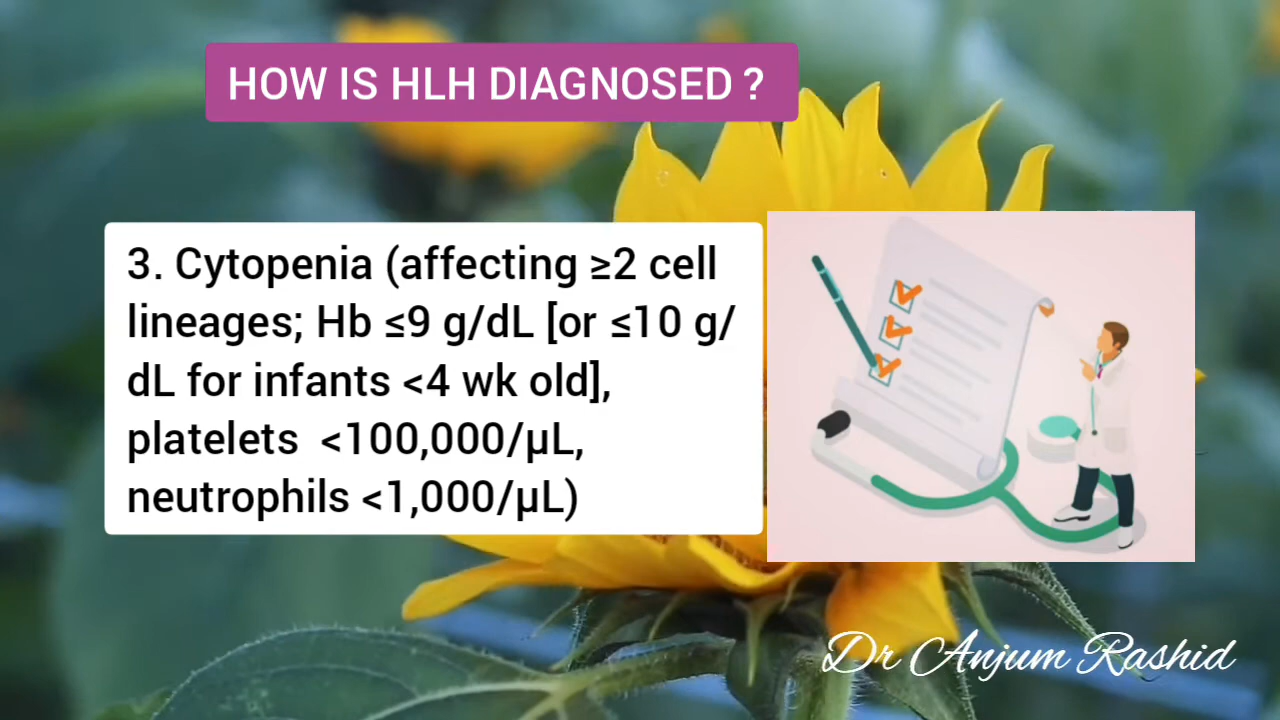 HOW IS HLH DIAGNOSED ?
3. Cytopenia (affecting ≥2 cell
lineages; Hb ≤9 g/dL [or ≤10 g/
dL for infants <4 wk old],
platelets  <100,000/µL,
neutrophils <1,000/µL)
Dr Anjum Rashid